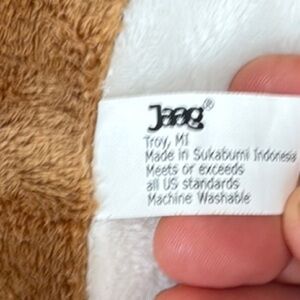 Jaag®
Troy, MI
Made in Sukabumi Indonesia
Meets or exceeds
all US standards
Machine Washable